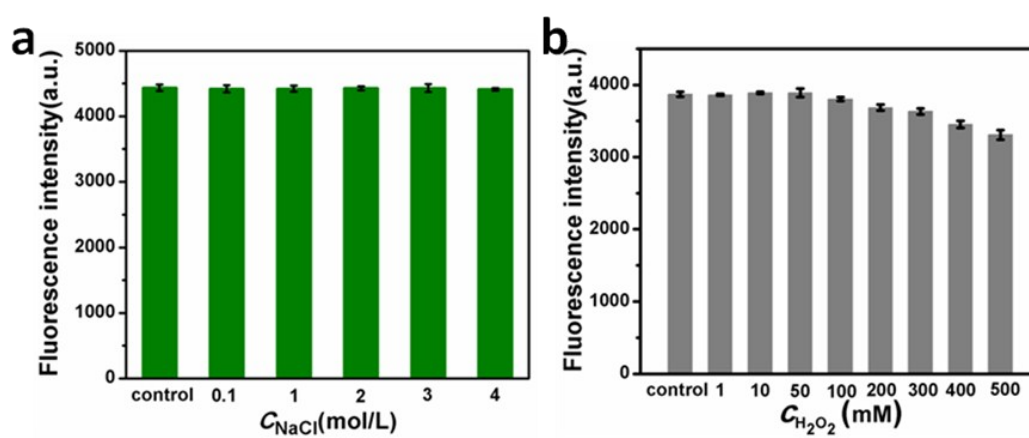 a
5000
4000
3000
2000
1000
0
Fluorescence intensity(a.u.)
control 0.1 1 2 3 4
CNaCl(mol/L)
b
4000
3000
2000
1000
0
Fluorescence intensity(a.u.)
control 1 10 50 100 200 300 400 500
CH2O2 (mM)